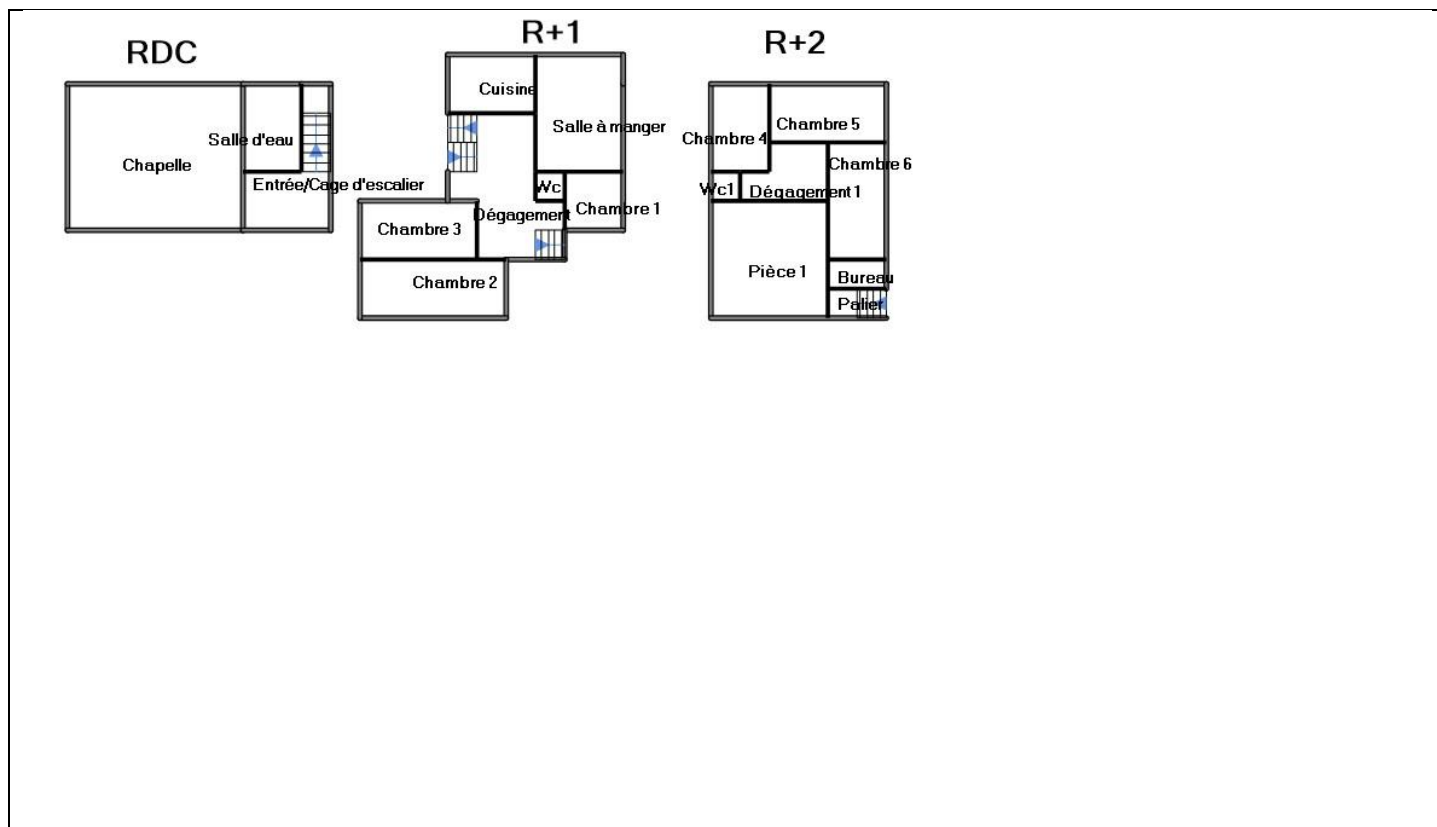 RDC
Salle d'eau
Chapelle
Entrée/Cage d'escalier
R+1
Cuisine
Salle à manger
Wc
Dégagement
Chambre 1
Chambre 3
Chambre 2
R+2
Chambre 4
Chambre 5
Chambre 6
Wc1
Dégagement 1
Pièce 1
Bureau
Palier